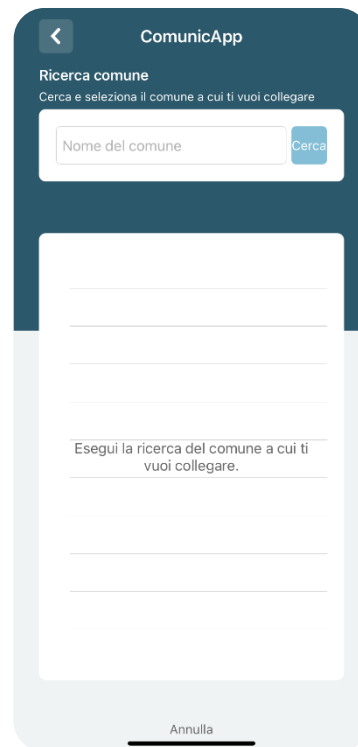 ComunicApp
Ricerca comune
Cerca e seleziona il comune a cui ti vuoi collegare
Nome del comune
Cerca
Esegui la ricerca del comune a cui ti
vuoi collegare.
Annulla